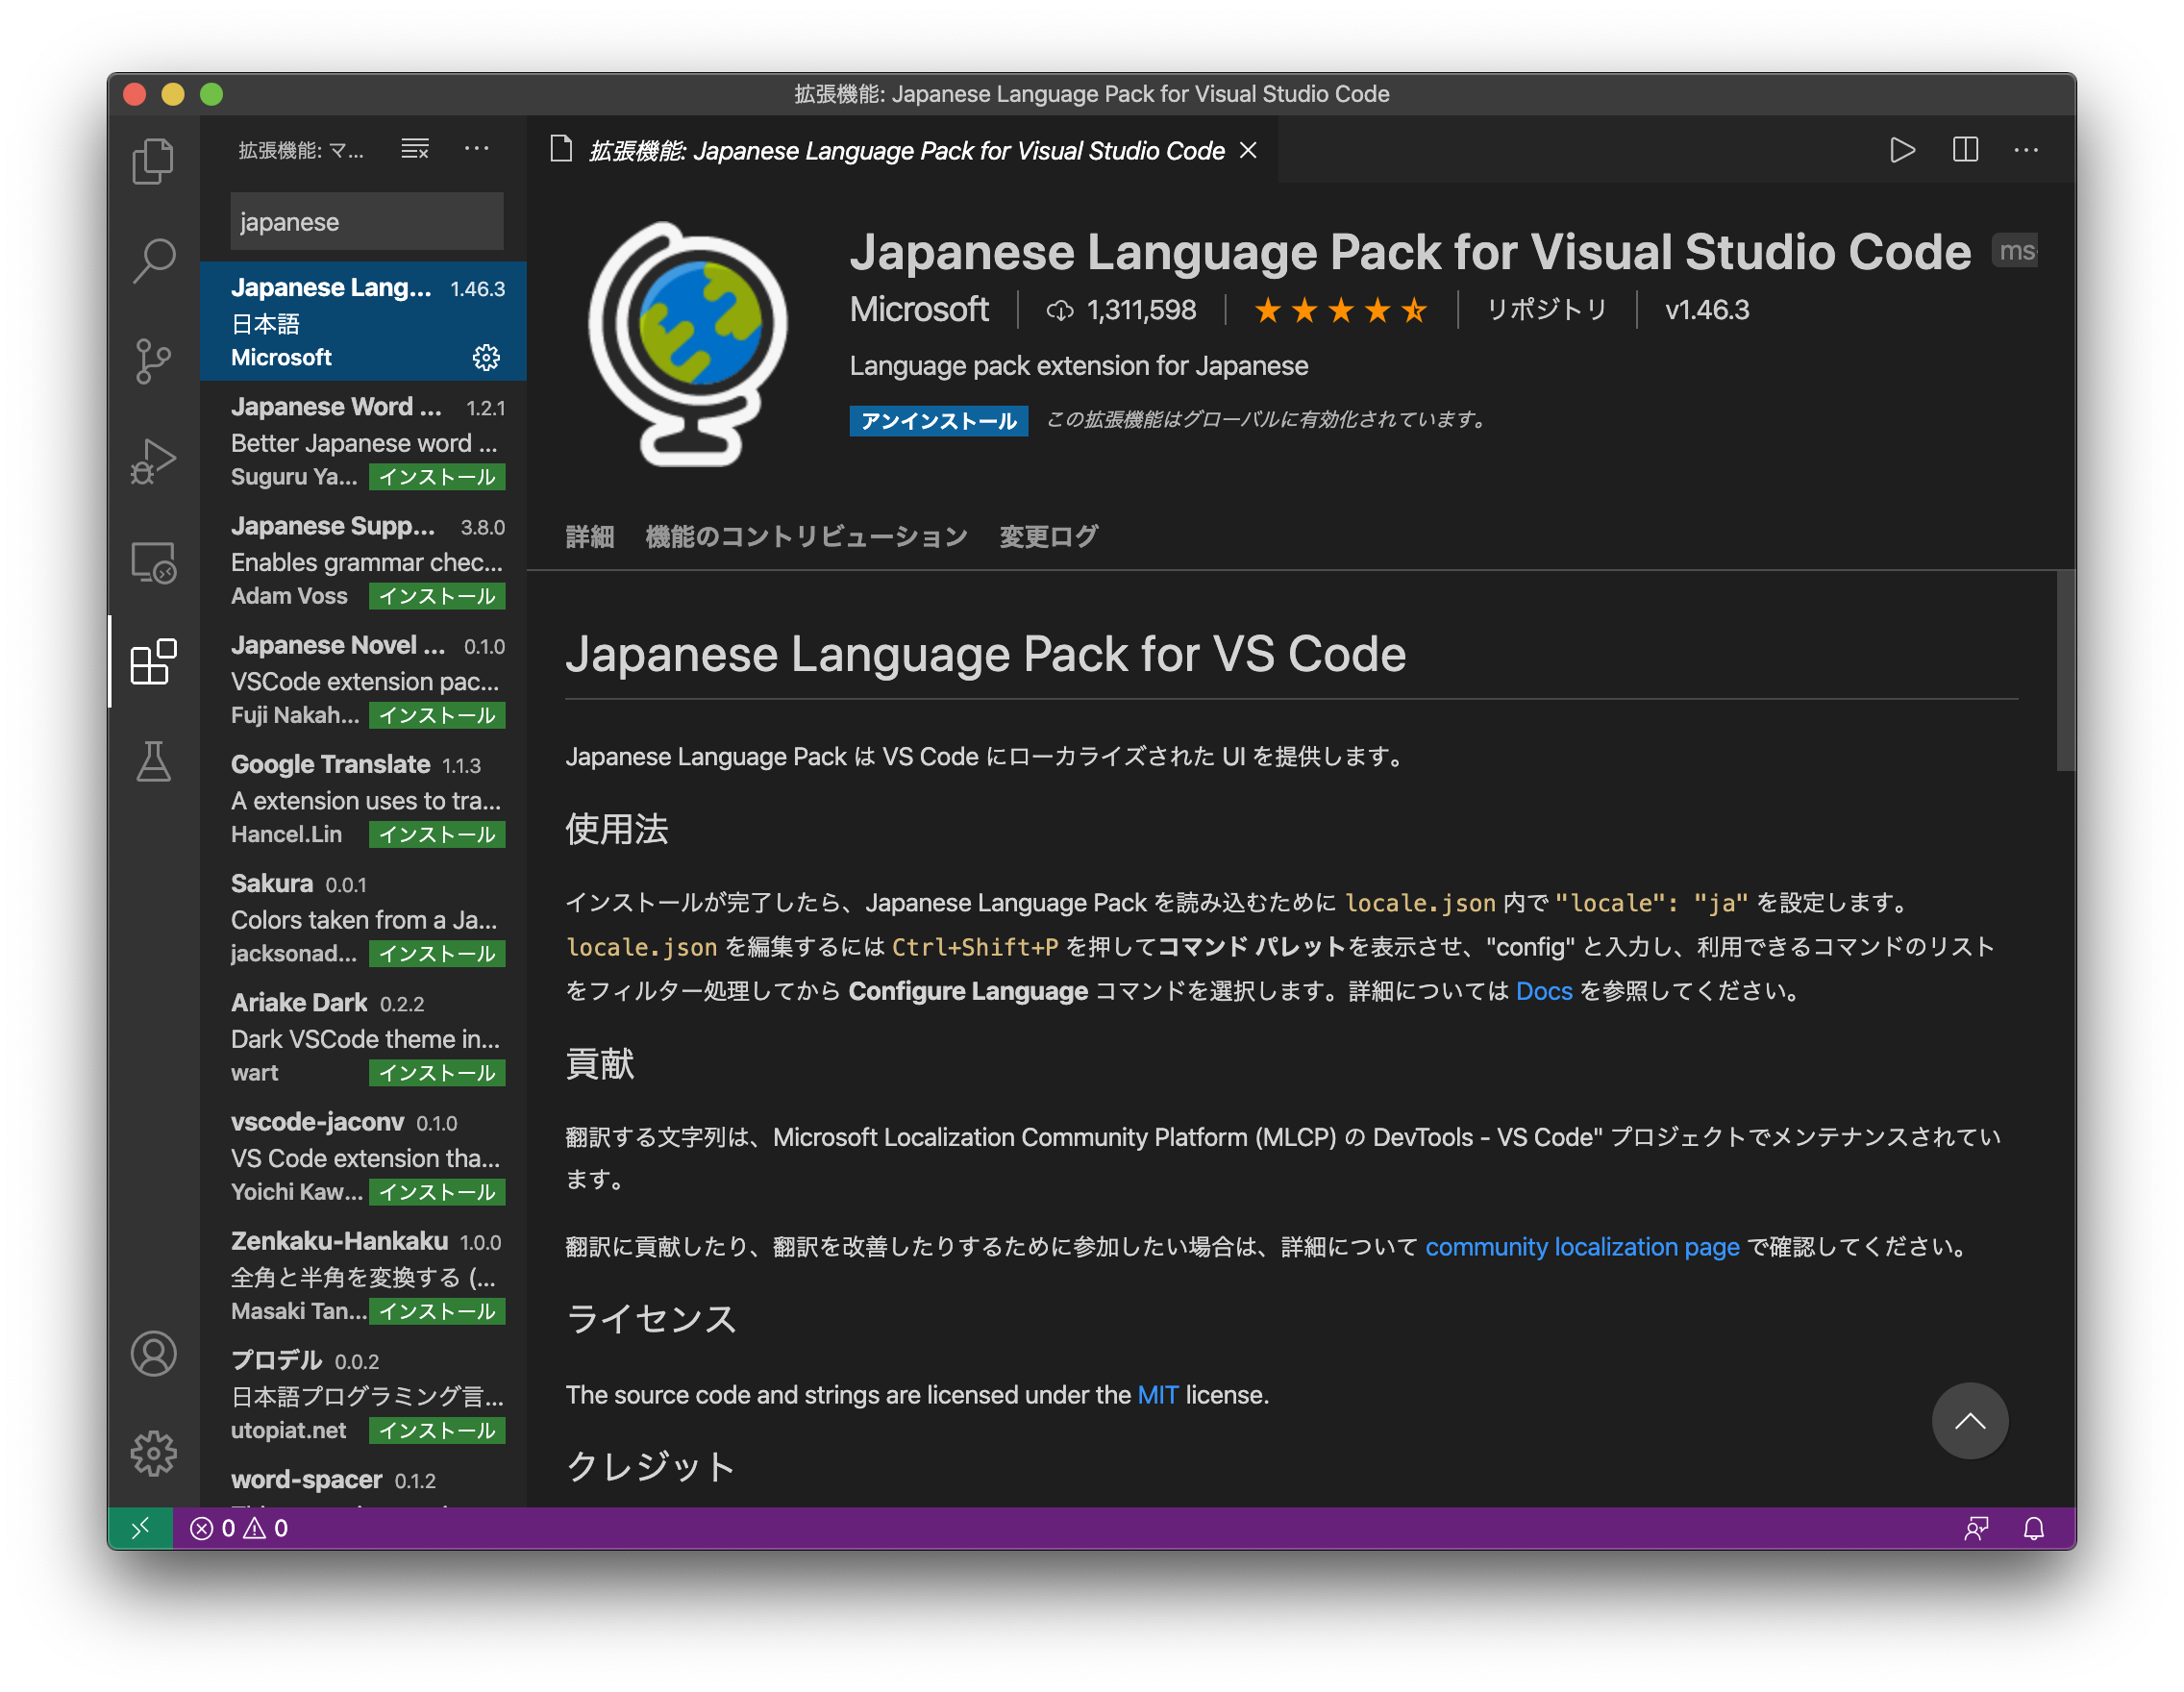 拡張機能: Japanese Language Pack for Visual Studio Code
拡張機能: マ...
japanese
Japanese Lang... 1.46.3
日本語
Microsoft
Japanese Word ... 1.2.1
Better Japanese word ...
Suguru Ya... インストール
Japanese Supp... 3.8.0
Enables grammar chec...
Adam Voss インストール
Japanese Novel ... 0.1.0
VSCode extension pac...
Fuji Nakah... インストール
Google Translate 1.1.3
A extension uses to tra...
Hancel.Lin インストール
Sakura 0.0.1
Colors taken from a Ja...
jacksonad... インストール
Ariake Dark 0.2.2
Dark VSCode theme in...
wart インストール
vscode-jaconv 0.1.0
VS Code extension tha...
Yoichi Kaw... インストール
Zenkaku-Hankaku 1.0.0
全角と半角を変換する (...
Masaki Tan... インストール
プロデル 0.0.2
日本語プログラミング言...
utopiat.net インストール
word-spacer 0.1.2
拡張機能: Japanese Language Pack for Visual Studio Code
Japanese Language Pack for Visual Studio Code ms-
Microsoft 1,311,598 リポジトリ v1.46.3
Language pack extension for Japanese
アンインストール この拡張機能はグローバルに有効化されています。
詳細 機能のコントリビューション 変更ログ
Japanese Language Pack for VS Code
Japanese Language Pack は VS Code にローカライズされた UI を提供します。
使用法
インストールが完了したら、Japanese Language Pack を読み込むために locale.json 内で "locale": "ja" を設定します。
locale.json を編集するには Ctrl+Shift+P を押してコマンド パレットを表示させ、"config" と入力し、利用できるコマンドのリスト
をフィルター処理してから Configure Language コマンドを選択します。詳細については Docs を参照してください。
貢献
翻訳する文字列は、Microsoft Localization Community Platform (MLCP) の DevTools - VS Code" プロジェクトでメンテナンスされてい
ます。
翻訳に貢献したり、翻訳を改善したりするために参加したい場合は、詳細について community localization page で確認してください。
ライセンス
The source code and strings are licensed under the MIT license.
クレジット
0 0